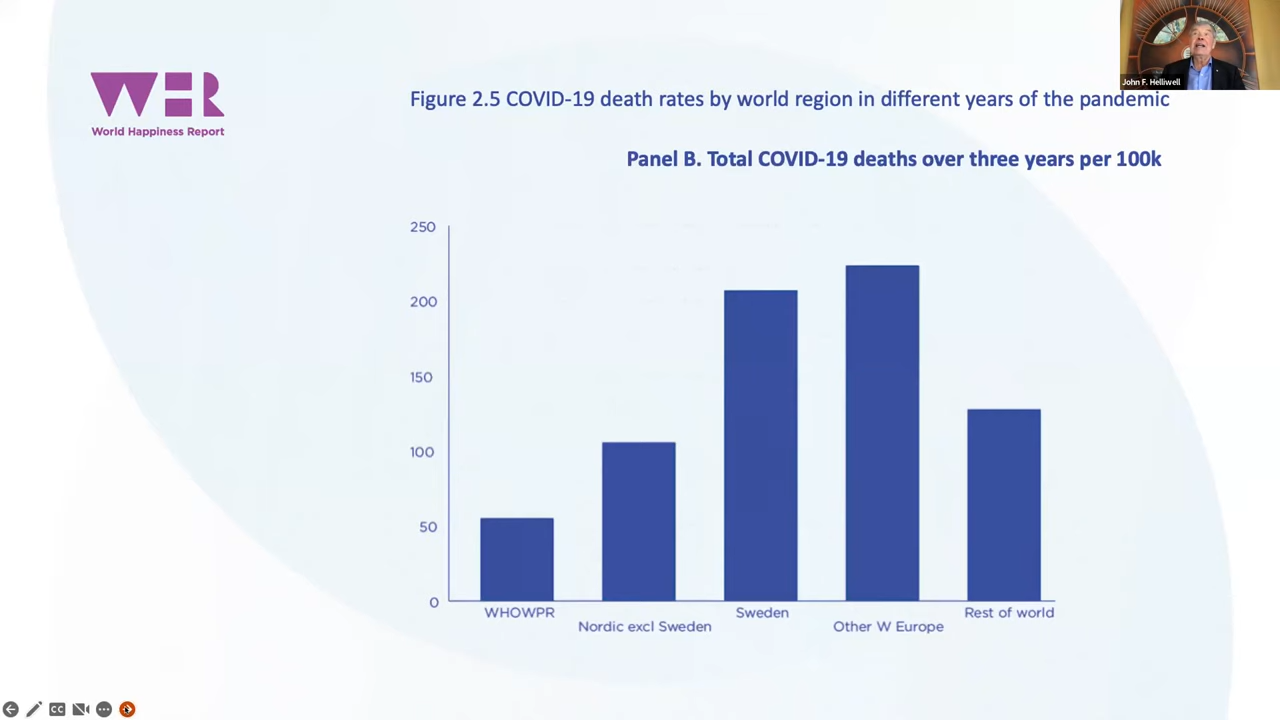 John F. Helliwell
WHR
World Happiness Report
Figure 2.5 COVID-19 death rates by world region in different years of the pandemic
Panel B. Total COVID-19 deaths over three years per 100k
250
200
150
100
50
0
WHOWPR
Nordic excl Sweden
Sweden
Other W Europe
Rest of world
CC